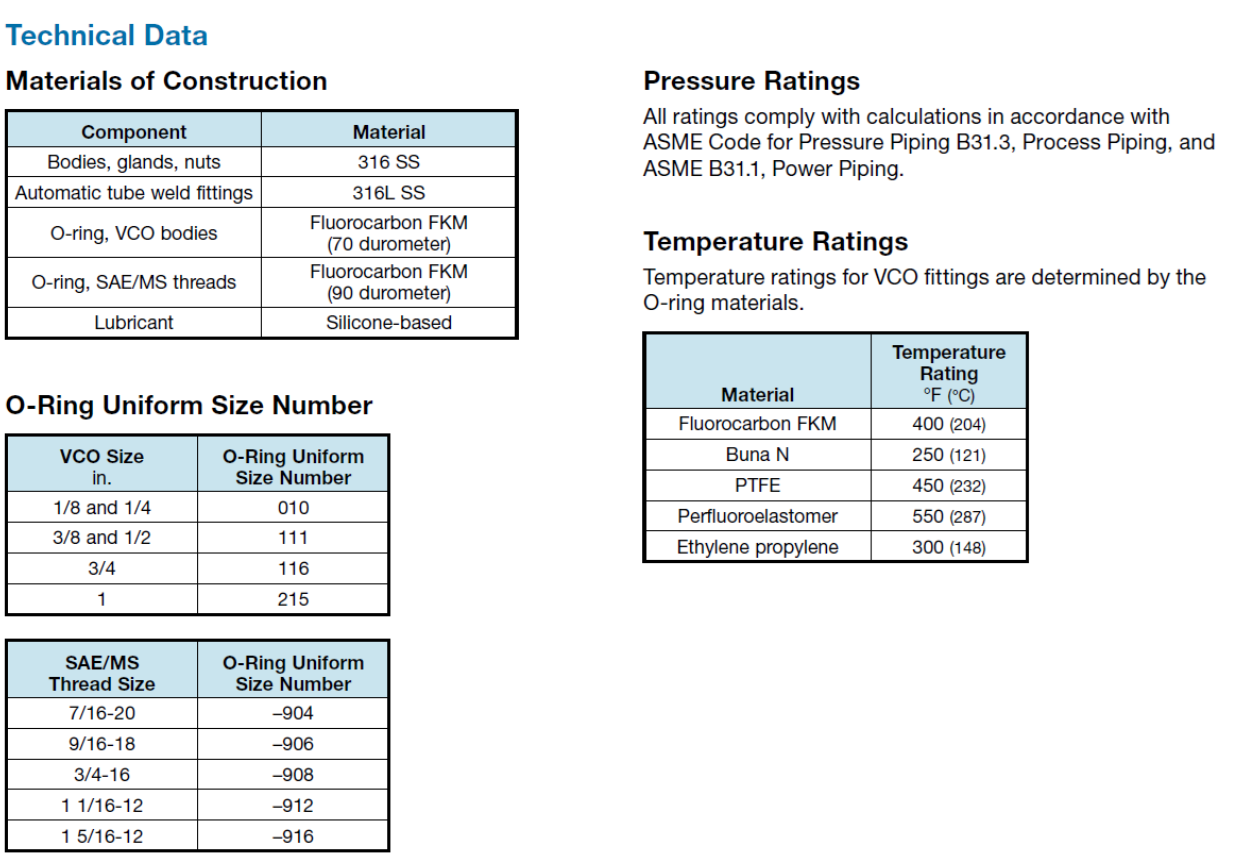 Technical Data
Materials of Construction
Component Material
Bodies, glands, nuts 316 SS
Automatic tube weld fittings 316L SS
O-ring, VCO bodies Fluorocarbon FKM
(70 durometer)
O-ring, SAE/MS threads Fluorocarbon FKM
(90 durometer)
Lubricant Silicone-based
O-Ring Uniform Size Number
VCO Size O-Ring Uniform
in. Size Number
1/8 and 1/4 010
3/8 and 1/2 111
3/4 116
1 215
SAE/MS O-Ring Uniform
Thread Size Size Number
7/16-20 –904
9/16-18 –906
3/4-16 –908
1 1/16-12 –912
1 5/16-12 –916
Pressure Ratings
All ratings comply with calculations in accordance with
ASME Code for Pressure Piping B31.3, Process Piping, and
ASME B31.1, Power Piping.
Temperature Ratings
Temperature ratings for VCO fittings are determined by the
O-ring materials.
Temperature
Rating
Material °F (°C)
Fluorocarbon FKM 400 (204)
Buna N 250 (121)
PTFE 450 (232)
Perfluoroelastomer 550 (287)
Ethylene propylene 300 (148)